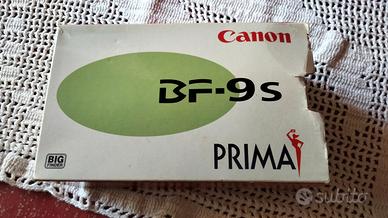 Canon
BF-9s
BIG
FINDER
PRIMA
subito